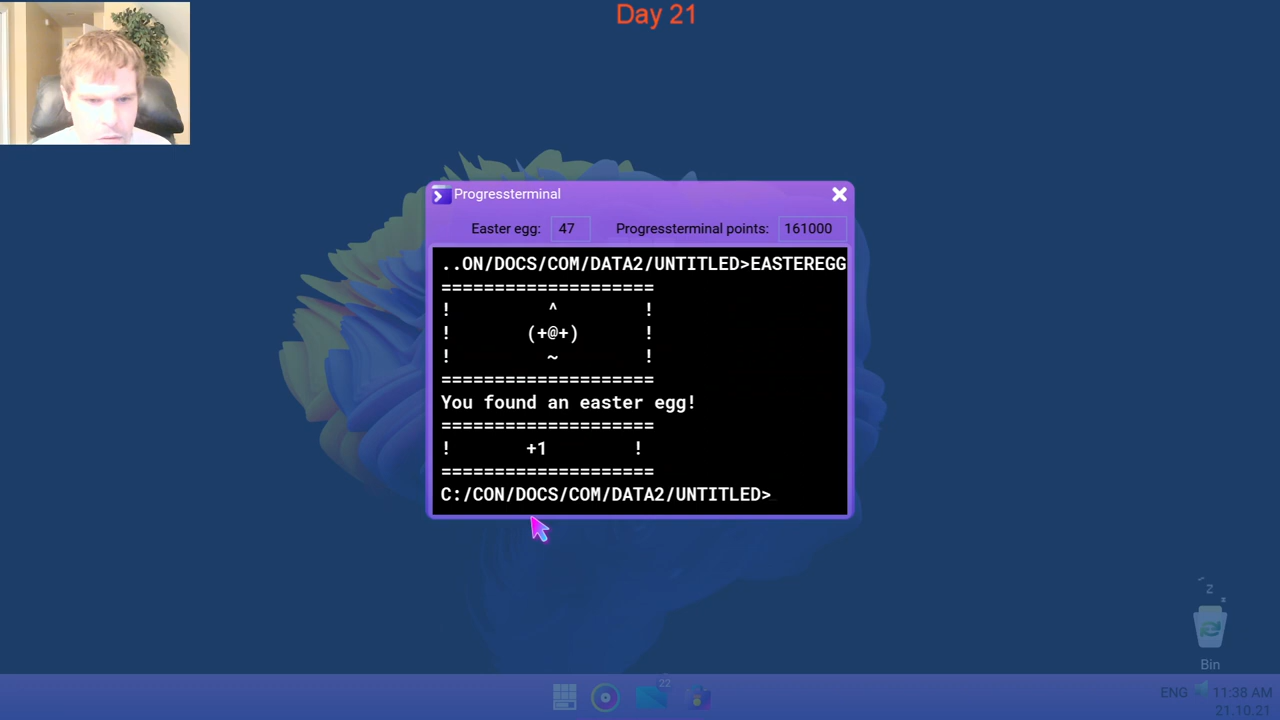 Day 21
Progressterminal
Easter egg: 47 Progressterminal points: 161000
..ON/DOCS/COM/DATA2/UNTITLED>EASTEREGG
====================
! ^ !
! (+@+) !
! ~ !
====================
You found an easter egg!
====================
! +1 !
====================
C:/CON/DOCS/COM/DATA2/UNTITLED>
z
Z
x
Bin
22
ENG 11:38 AM
21.10.21